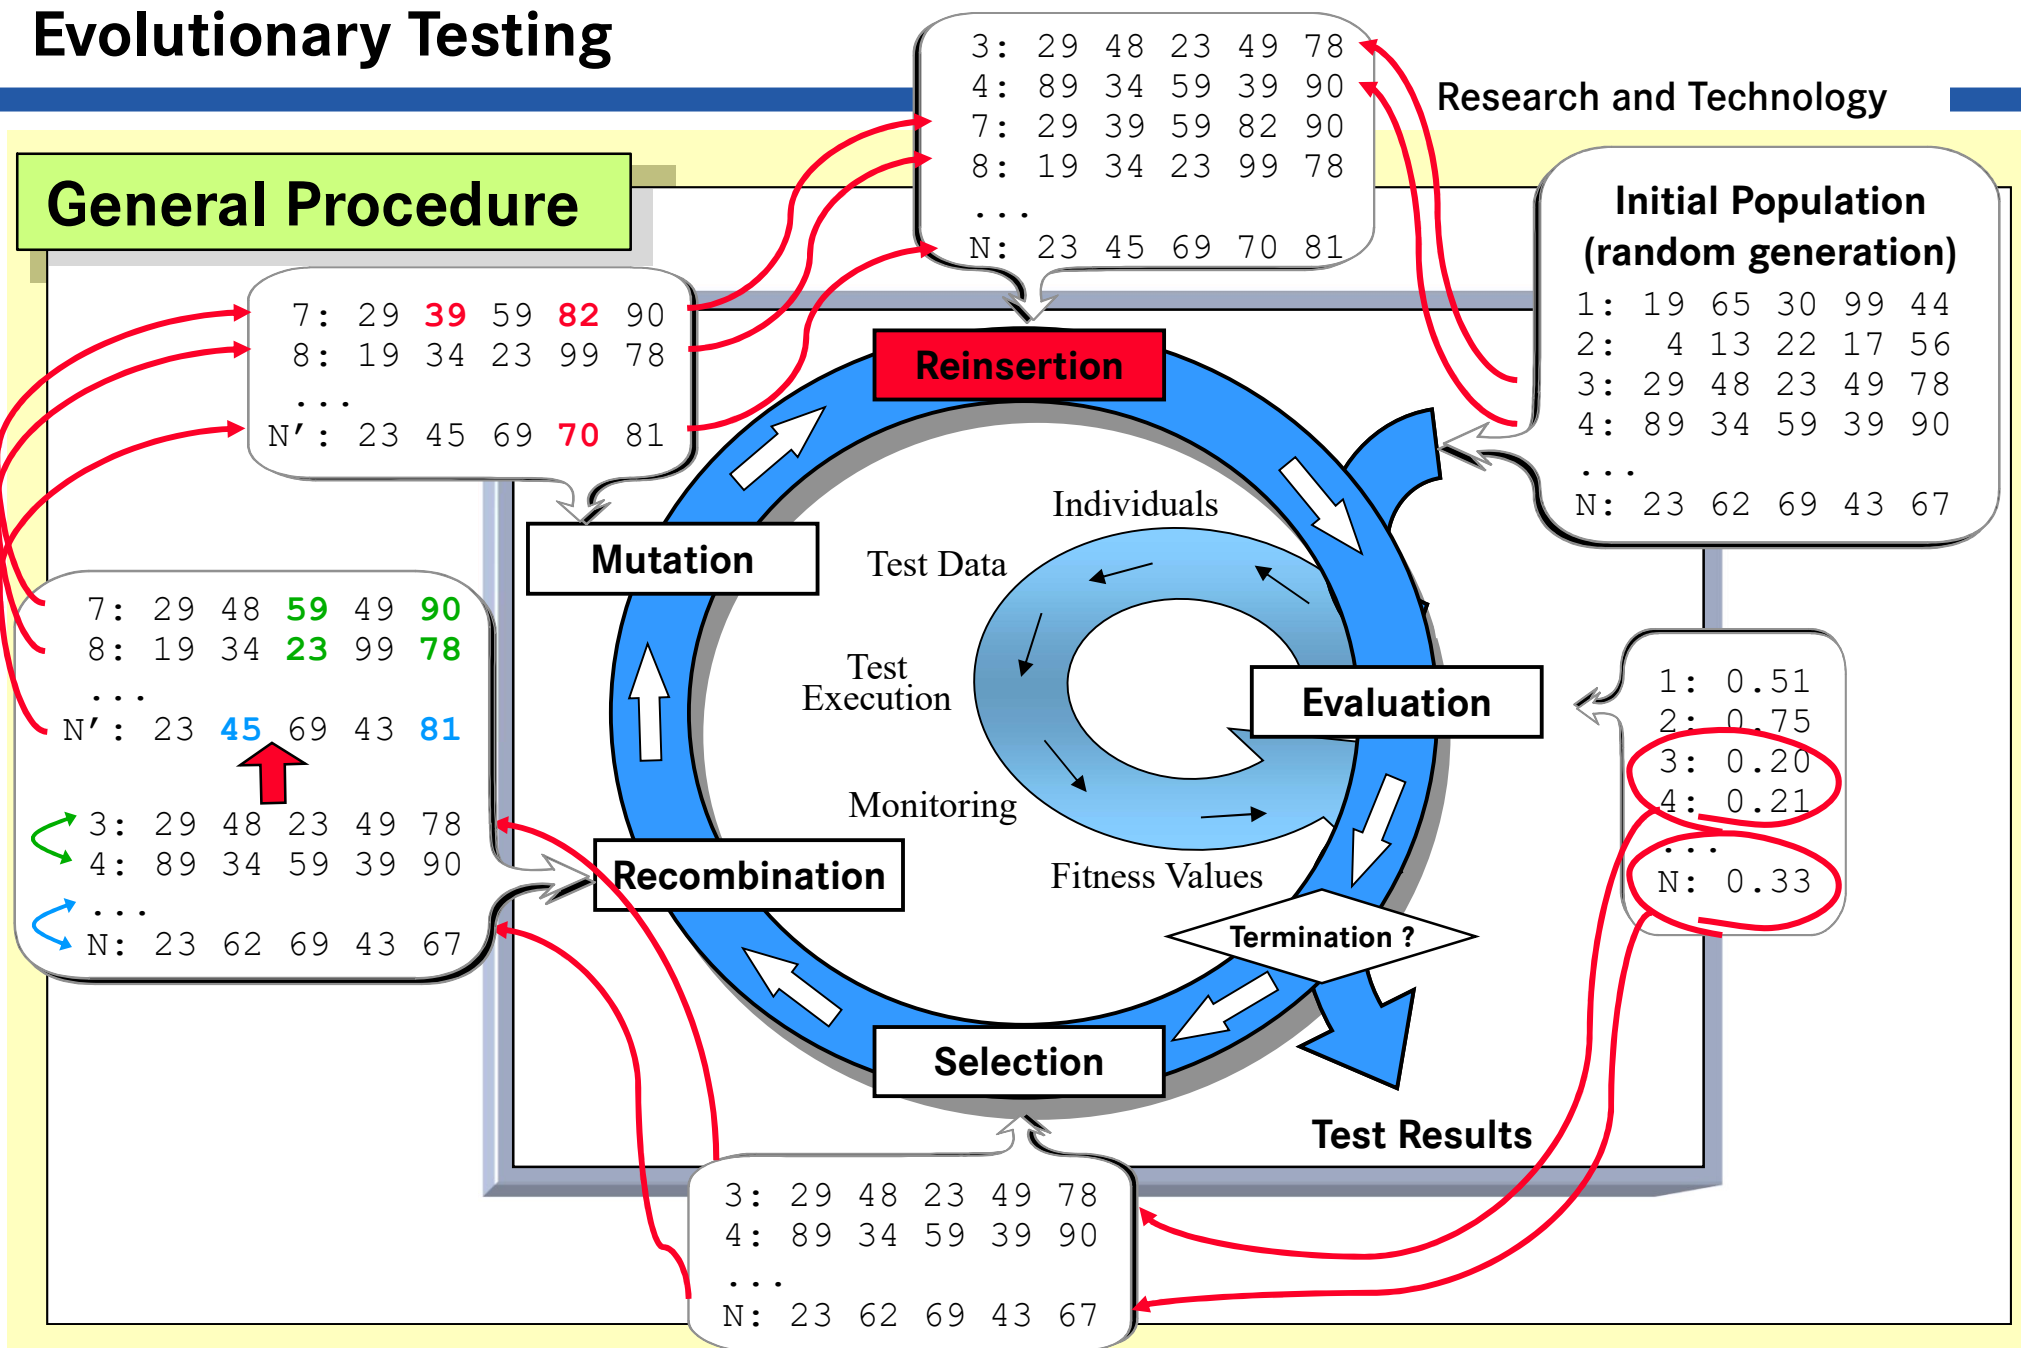 Evolutionary Testing
Research and Technology
General Procedure
3: 29 48 23 49 78
4: 89 34 59 39 90
7: 29 39 59 82 90
8: 19 34 23 99 78
...
N: 23 45 69 70 81
Initial Population
(random generation)
1: 19 65 30 99 44
2: 4 13 22 17 56
3: 29 48 23 49 78
4: 89 34 59 39 90
...
N: 23 62 69 43 67
7: 29 39 59 82 90
8: 19 34 23 99 78
...
N': 23 45 69 70 81
Reinsertion
Mutation
Individuals
Test Data
Test
Execution
Monitoring
Fitness Values
Evaluation
1: 0.51
2: 0.75
3: 0.20
4: 0.21
...
N: 0.33
7: 29 48 59 49 90
8: 19 34 23 99 78
...
N': 23 45 69 43 81
3: 29 48 23 49 78
4: 89 34 59 39 90
...
N: 23 62 69 43 67
Recombination
Termination ?
Selection
Test Results
3: 29 48 23 49 78
4: 89 34 59 39 90
...
N: 23 62 69 43 67